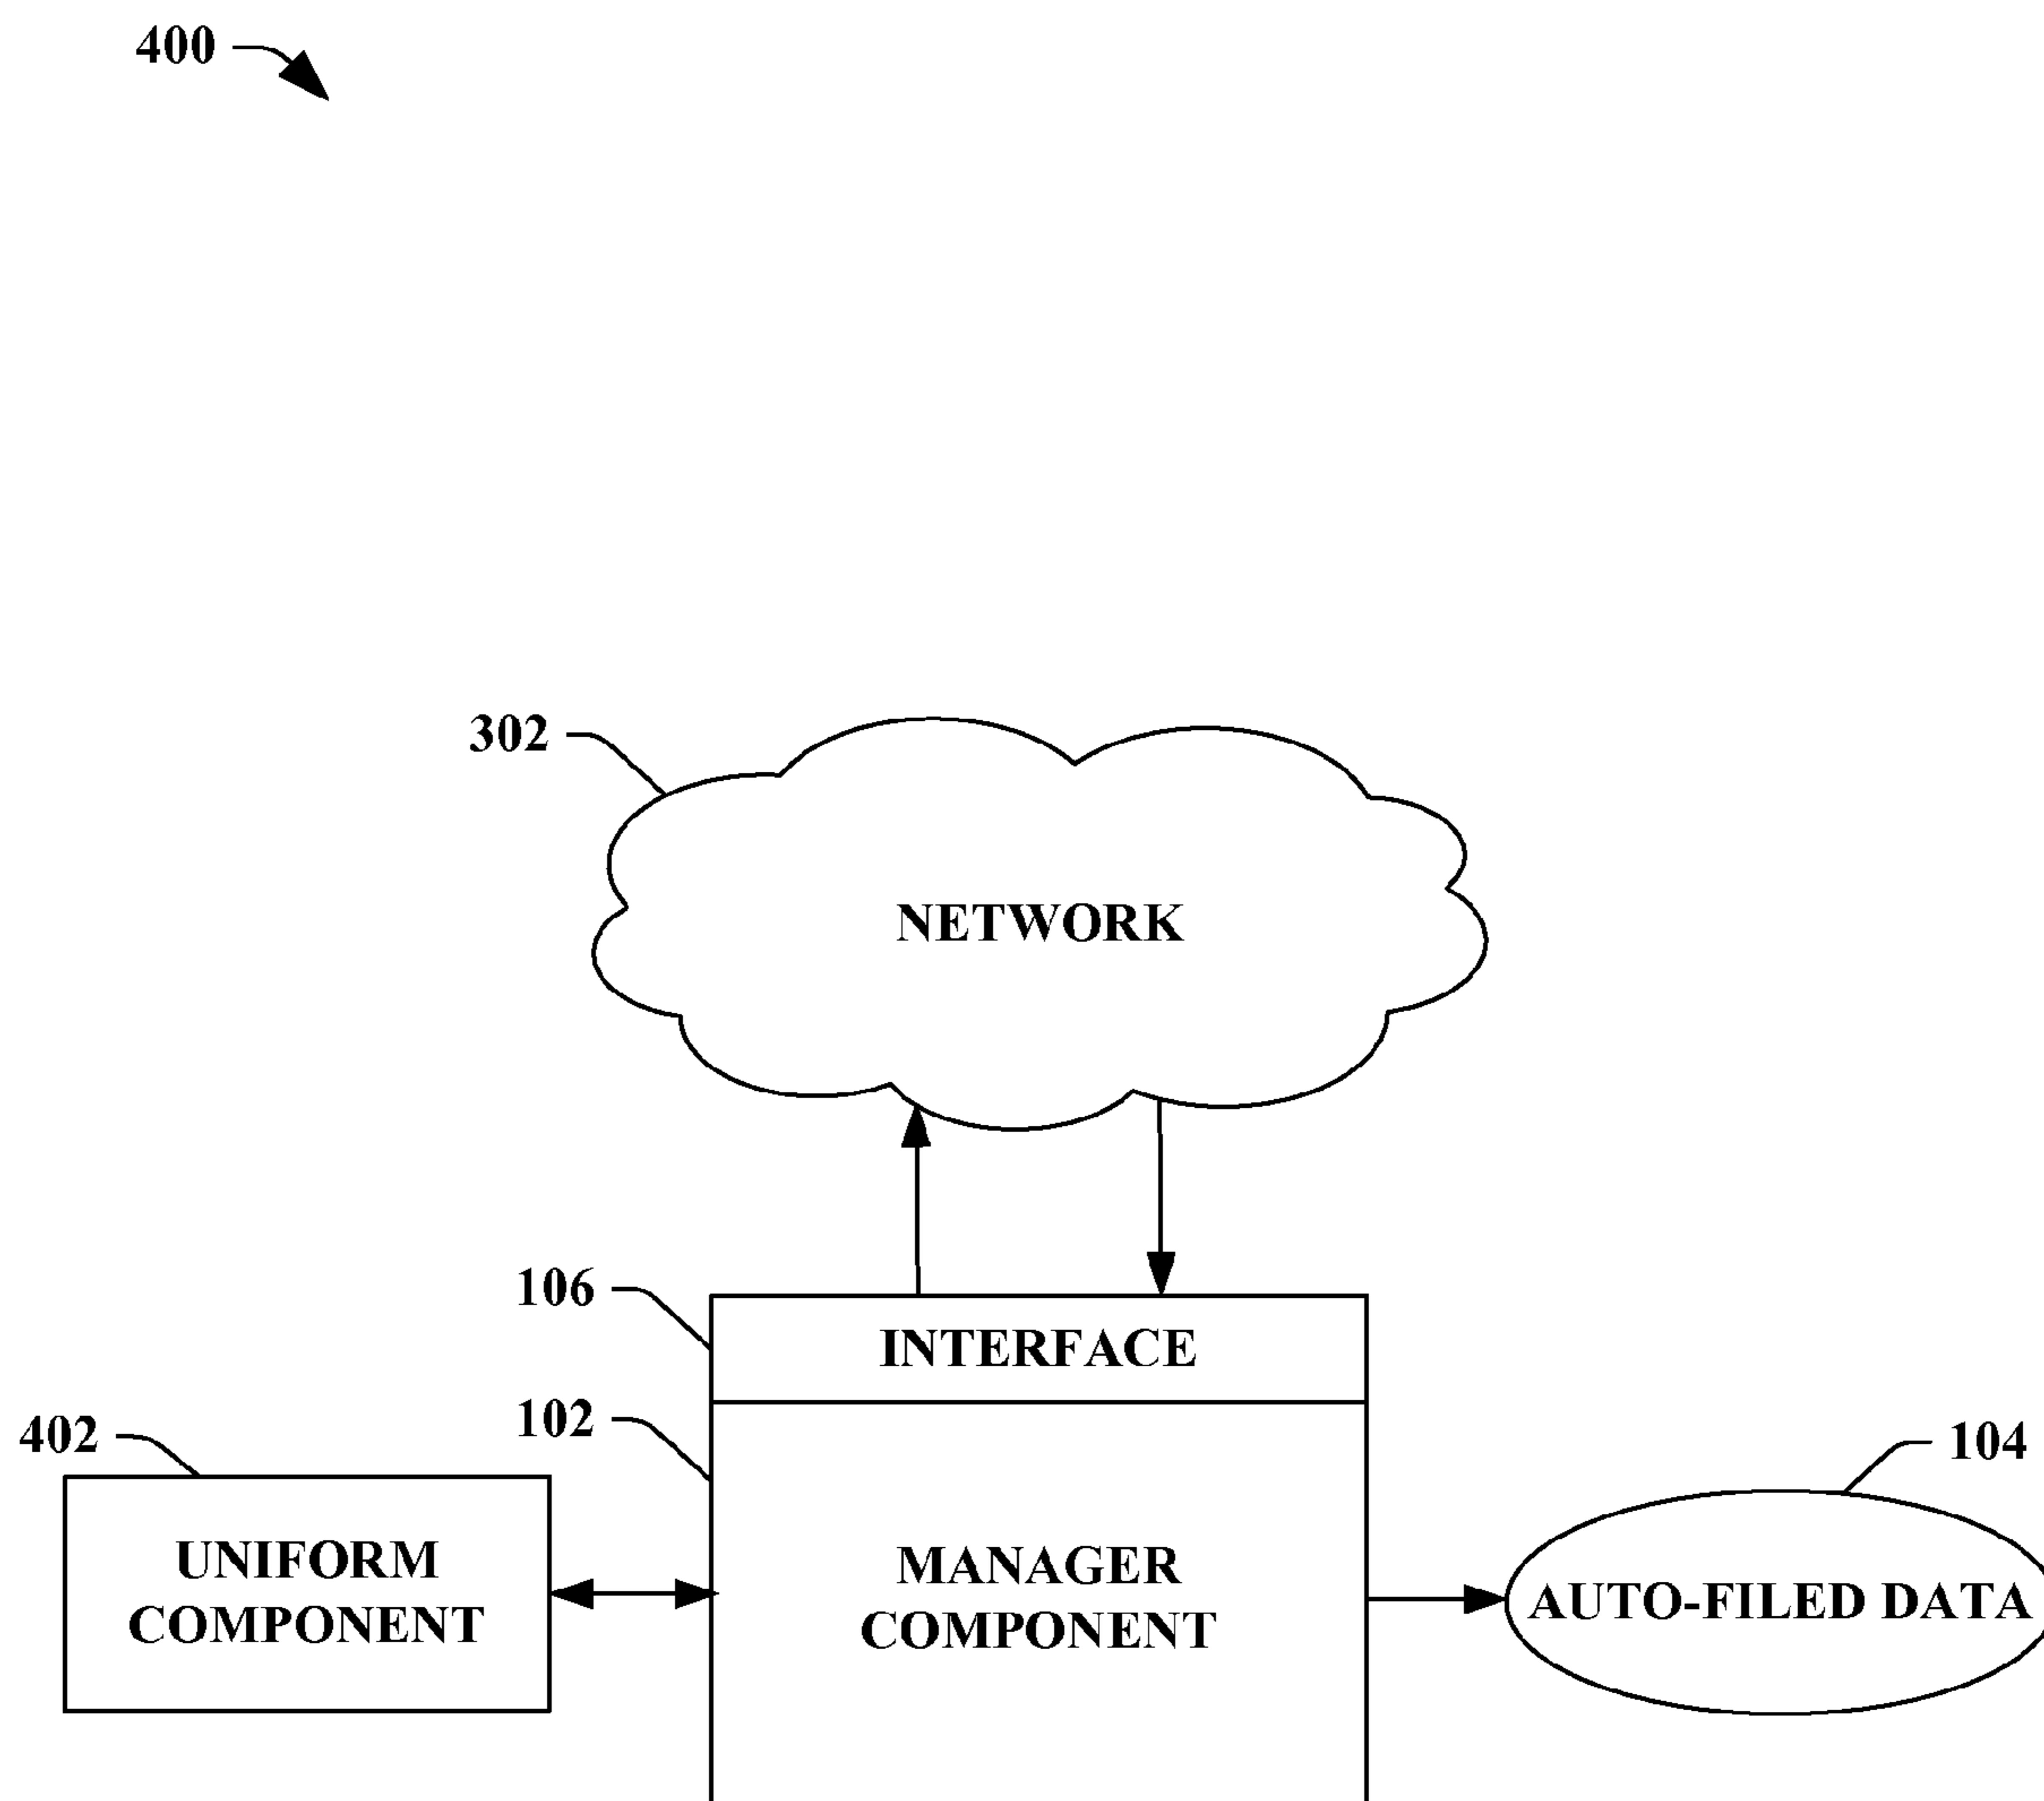 400
302
NETWORK
106
INTERFACE
102
402
104
UNIFORM
COMPONENT
MANAGER
COMPONENT
AUTO-FILED DATA